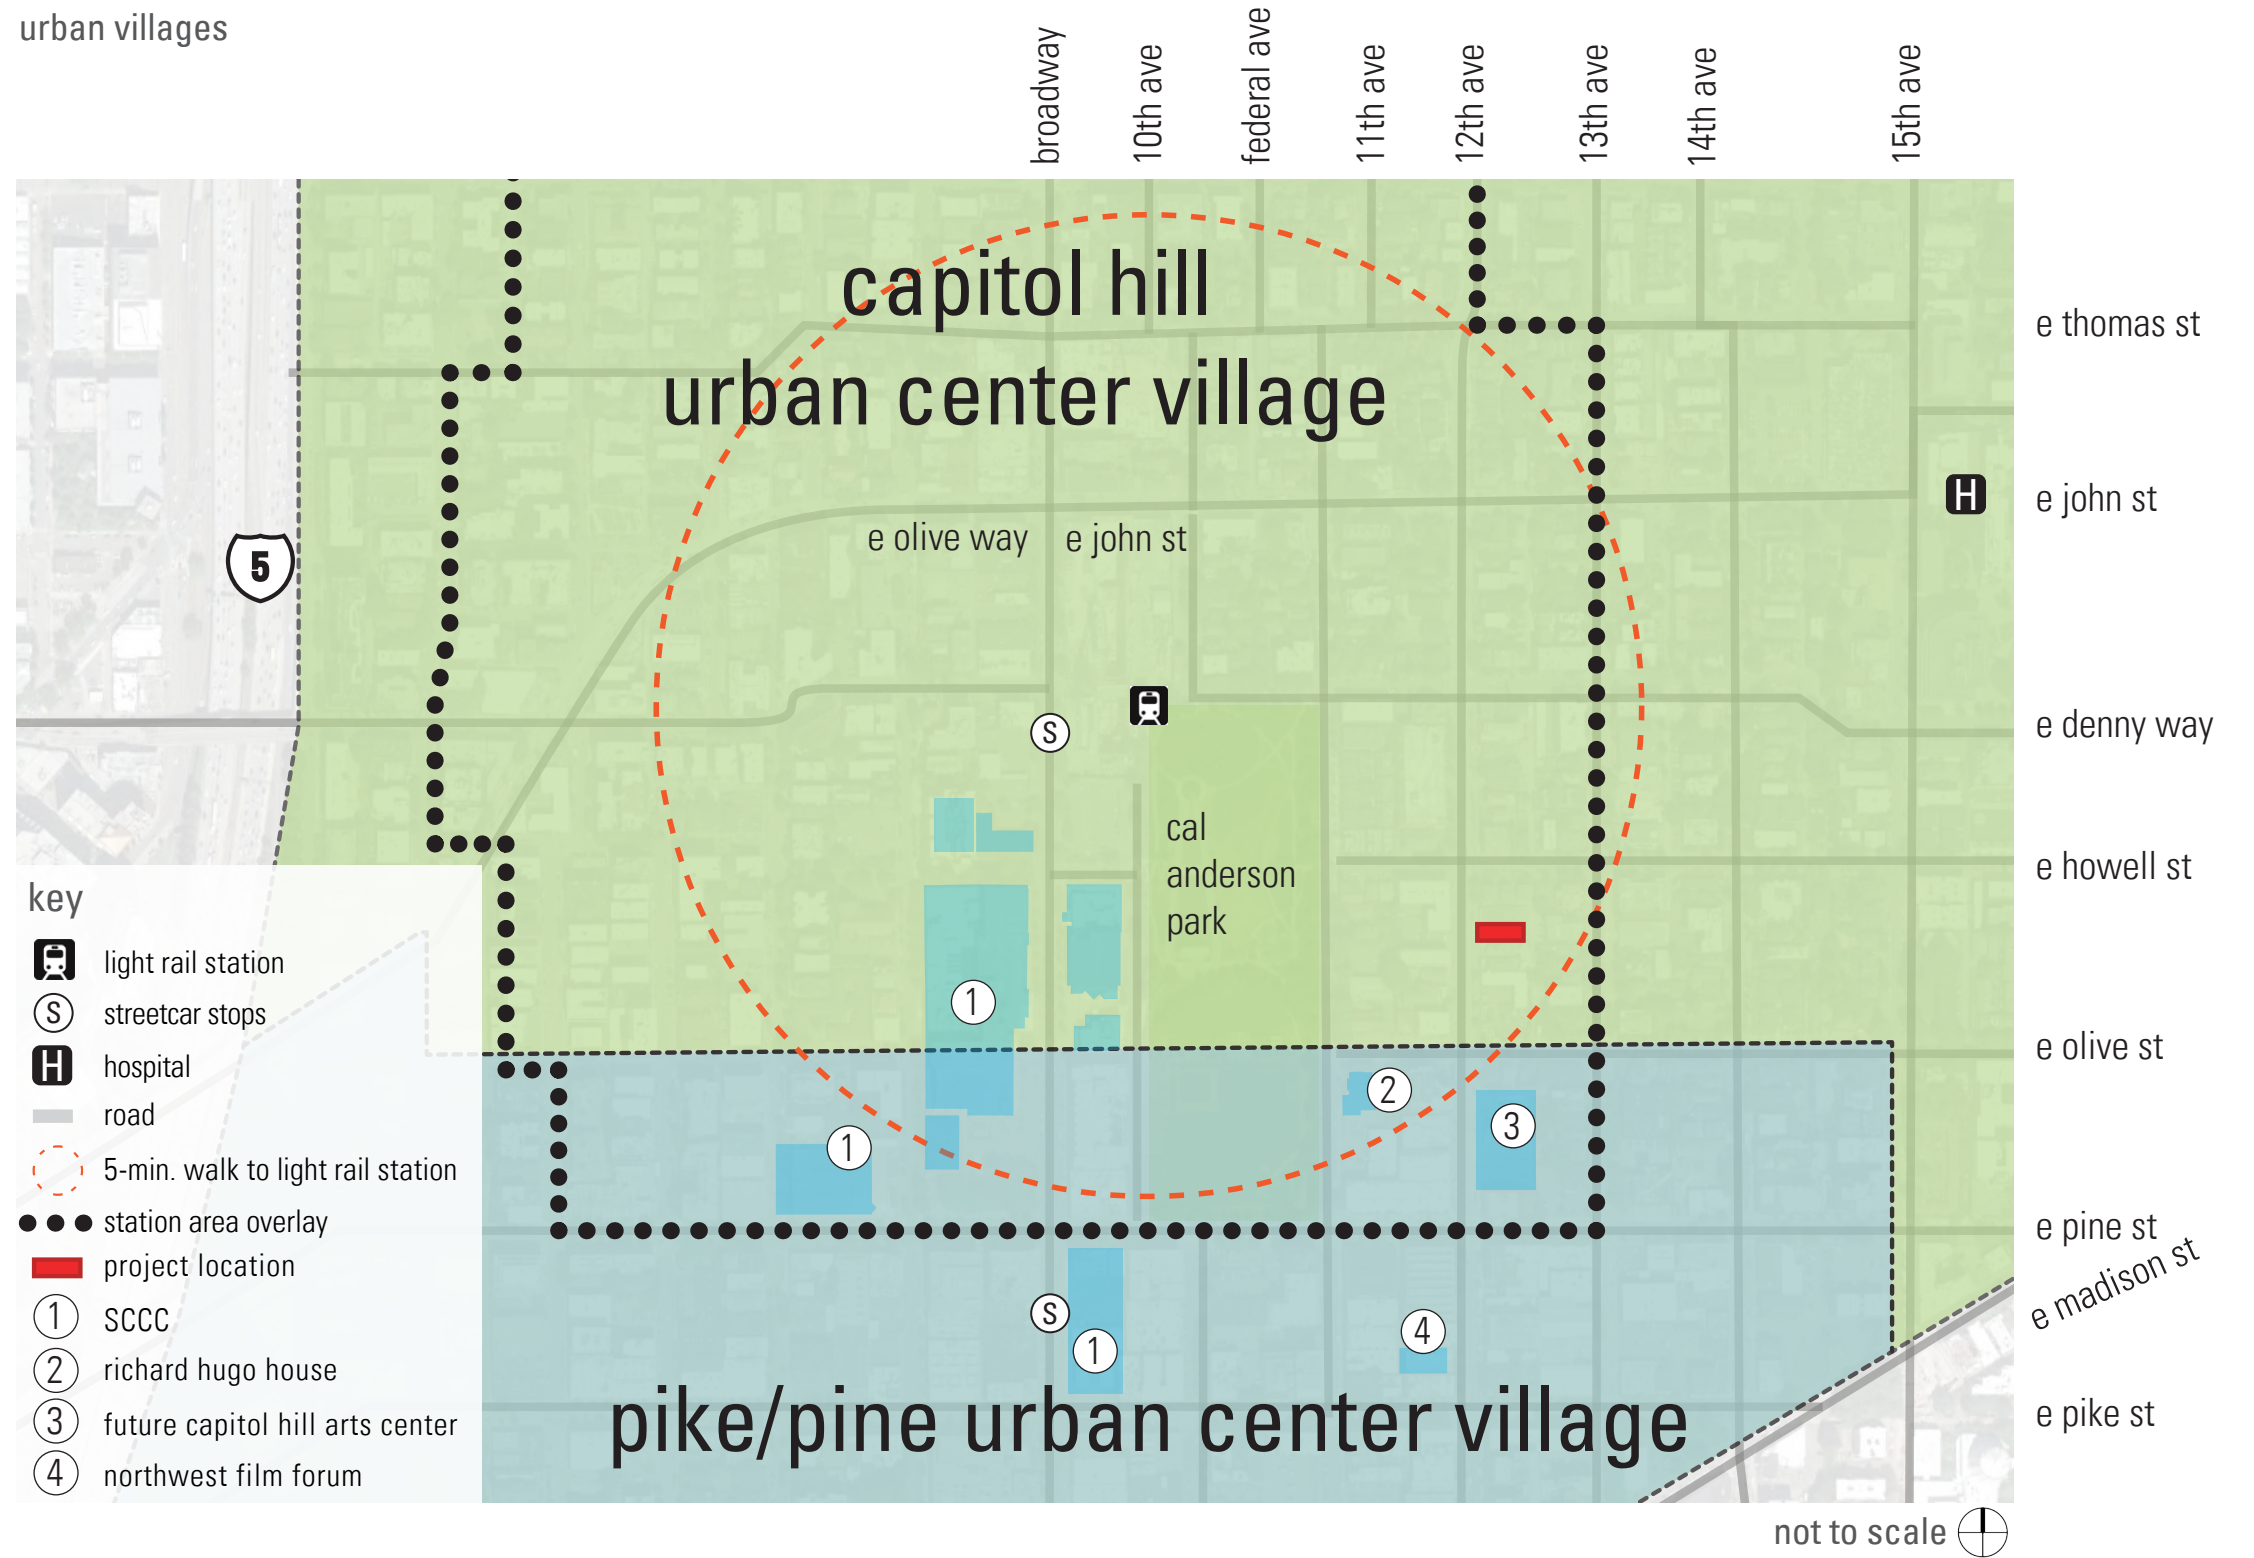 urban villages
broadway
10th ave
federal ave
11th ave
12th ave
13th ave
14th ave
15th ave
capitol hill
urban center village
e thomas st
H
e john st
e olive way
e john st
5
S
e denny way
cal
anderson
park
e howell st
1
e olive st
2
3
1
e pine st
e madison st
S
1
4
pike/pine urban center village
e pike st
key
light rail station
S
streetcar stops
H
hospital
road
5-min. walk to light rail station
station area overlay
project location
1
SCCC
2
richard hugo house
3
future capitol hill arts center
4
northwest film forum
not to scale